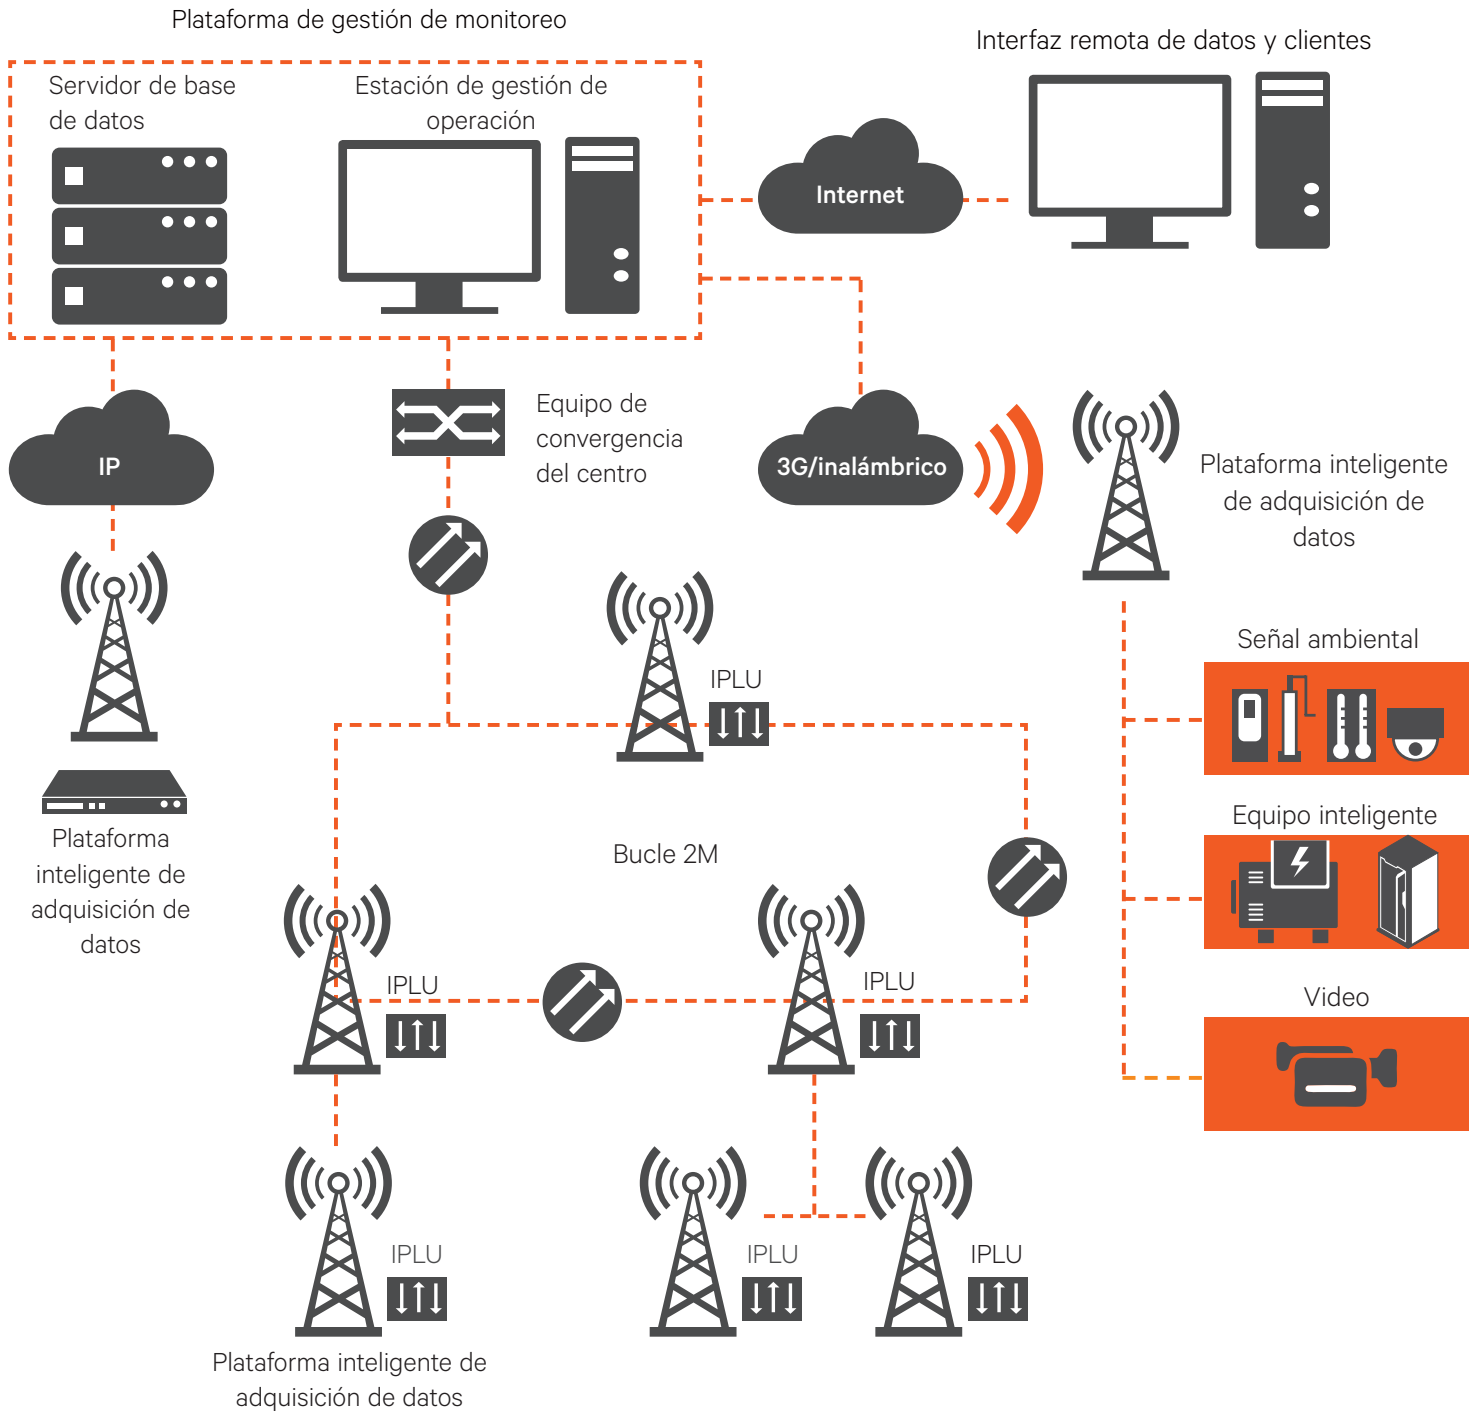 Plataforma de gestión de monitoreo
Interfaz remota de datos y clientes
Servidor de base
de datos
Estación de gestión de
operación
Internet
IP
Equipo de
convergencia
del centro
3G/inalámbrico
Plataforma inteligente
de adquisición de
datos
Señal ambiental
IPLU
Equipo inteligente
Plataforma
inteligente de
adquisición de
datos
Bucle 2M
IPLU
IPLU
Video
IPLU
IPLU
IPLU
Plataforma inteligente de
adquisición de datos